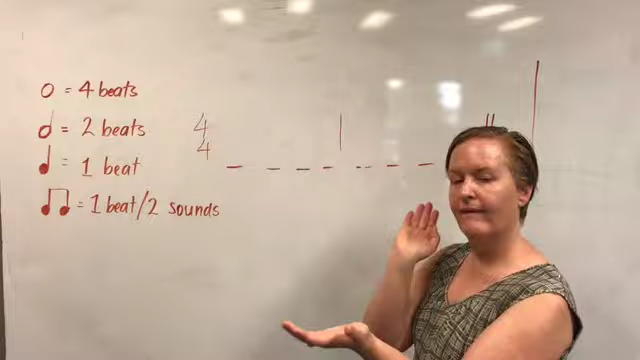 = 4 beats
= 2 beats
= 1 beat
= 1 beat/2 sounds
4
4